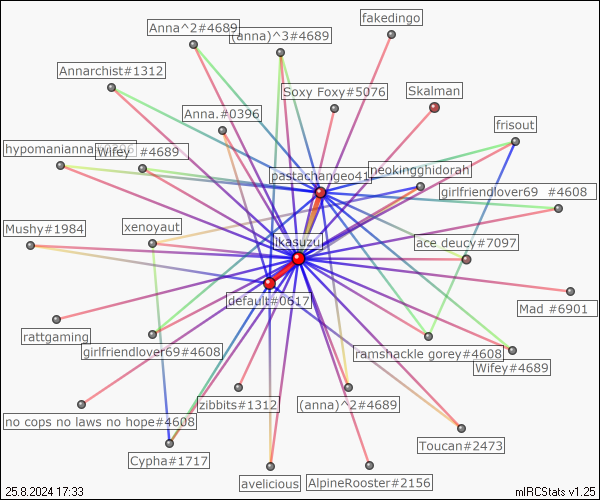 fakedingo
Anna^2#4689
(anna)^3#4689
Annarchist#1312
Soxy Foxy#5076
Skalman
Anna.#0396
frisout
Wifey #4689
neokingghidorah
pastachangeo41
girlfriendlover69 #4608
Mushy#1984
xenoyaut
ikasuzu
ace deucy#7097
default#0617
Mad #6901
rattgaming
girlfriendlover69#4608
ramshackle gorey#4608
Wifey#4689
no cops no laws no hope#4608
zibbits#1312
(anna)^2#4689
Toucan#2473
Cypha#1717
avelicious
AlpineRooster#2156
25.8.2024 17:33
mIRCStats v1.25